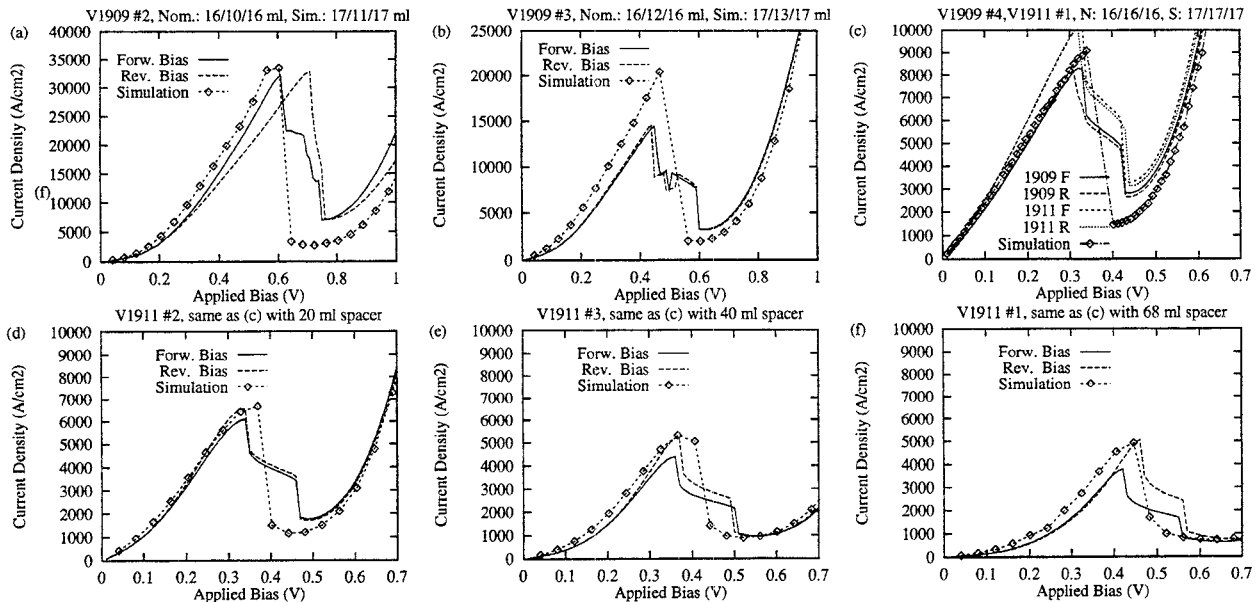 V1909 #2, Nom.: 16/10/16 ml, Sim.: 17/11/17 ml
(a)
40000
35000
30000
25000
20000
15000
10000
5000
0
Current Density (A/cm2)
(f)
Forw. Bias
Rev. Bias
Simulation
0 0.2 0.4 0.6 0.8 1
Applied Bias (V)
V1909 #3, Nom.: 16/12/16 ml, Sim.: 17/13/17 ml
(b)
25000
20000
15000
10000
5000
0
Current Density (A/cm2)
Forw. Bias
Rev. Bias
Simulation
0 0.2 0.4 0.6 0.8 1
Applied Bias (V)
V1909 #4,V1911 #1, N: 16/16/16, S: 17/17/17
(c)
10000
9000
8000
7000
6000
5000
4000
3000
2000
1000
0
Current Density (A/cm2)
1909 F
1909 R
1911 F
1911 R
Simulation
0 0.1 0.2 0.3 0.4 0.5 0.6 0.7
Applied Bias (V)
V1911 #2, same as (c) with 20 ml spacer
(d)
10000
9000
8000
7000
6000
5000
4000
3000
2000
1000
0
Current Density (A/cm2)
Forw. Bias
Rev. Bias
Simulation
0 0.1 0.2 0.3 0.4 0.5 0.6 0.7
Applied Bias (V)
V1911 #3, same as (c) with 40 ml spacer
(e)
10000
9000
8000
7000
6000
5000
4000
3000
2000
1000
0
Current Density (A/cm2)
Forw. Bias
Rev. Bias
Simulation
0 0.1 0.2 0.3 0.4 0.5 0.6 0.7
Applied Bias (V)
V1911 #1, same as (c) with 68 ml spacer
(f)
10000
9000
8000
7000
6000
5000
4000
3000
2000
1000
0
Current Density (A/cm2)
Forw. Bias
Rev. Bias
Simulation
0 0.1 0.2 0.3 0.4 0.5 0.6 0.7
Applied Bias (V)